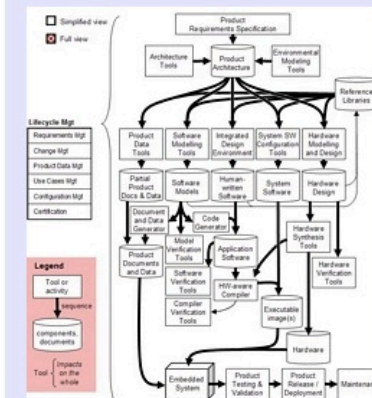 Simplified view
Full view
Product
Requirements Specification
Architecture
Tools
Product
Architecture
Environmental
Modeling Tools
Reference
Libraries
Lifecycle Mgt
Requirements Mgt
Change Mgt
Product Data Mgt
Use Cases Mgt
Configuration Mgt
Certification
Product
Data Tools
Software
Modelling
Tools
Integrated
Design
Environment
System SW
Configuration
Tools
Hardware
Modelling
and Design
Partial
Product
Docs & Data
Software
Models
Human-
written
Software
System
Software
Hardware
Design
Document
and Data
Generator
Code
Generator
Model
Verification
Tools
Application
Software
Hardware
Synthesis
Tools
Product
Documents
and Data
Software
Verification
Tools
HW-aware
Compiler
Hardware
Verification
Tools
Compiler
Verification
Tools
Executable
image(s)
Hardware
Embedded
System
Product
Testing &
Validation
Product
Release /
Deployment
Maintenan
Legend
Tool or
activity
sequence
components,
documents
Tool
Impacts
on the
whole